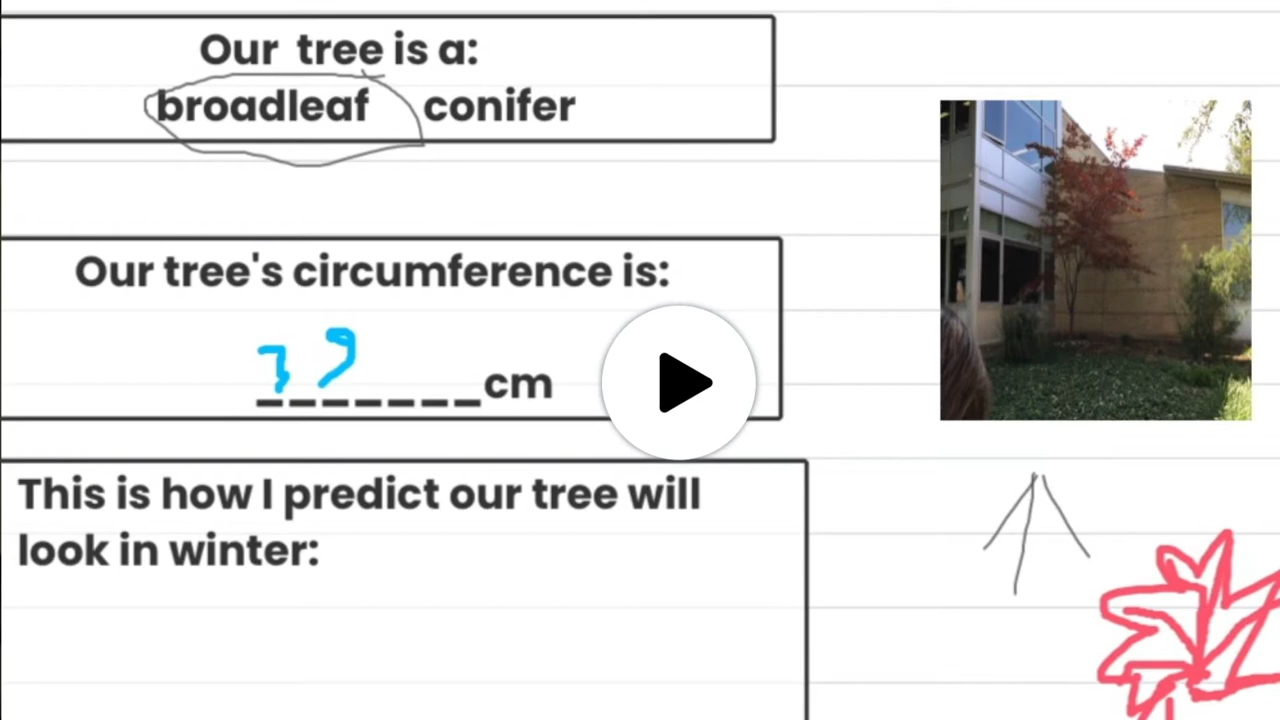 Our tree is a:
broadleaf conifer
Our tree's circumference is:
79 cm
This is how I predict our tree will
look in winter: